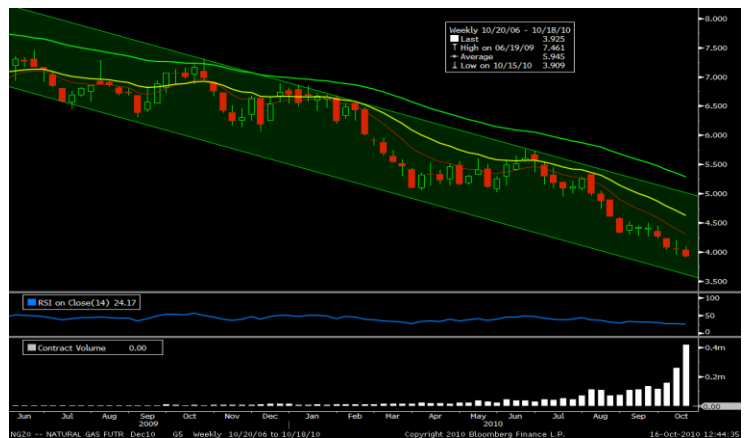 Weekly 10/20/06 - 10/18/10
Last 3.925
High on 06/19/09 7.461
Average 5.945
Low on 10/15/10 3.909
8.000
7.500
7.000
6.500
6.000
5.500
5.000
4.500
4.000
3.500
RSI on Close(14) 24.17
100
50
0
Contract Volume 0.00
0.4m
0.2m
0.00
Jun Jul Aug Sep Oct Nov Dec Jan Feb Mar Apr May Jun Jul Aug Sep Oct
2009 2010
NGZ0 -- NATURAL GAS FUTR Dec10 GS Weekly 10/20/06 to 10/18/10 Copyright 2010 Bloomberg Finance L.P. 16-Oct-2010 12:44:35